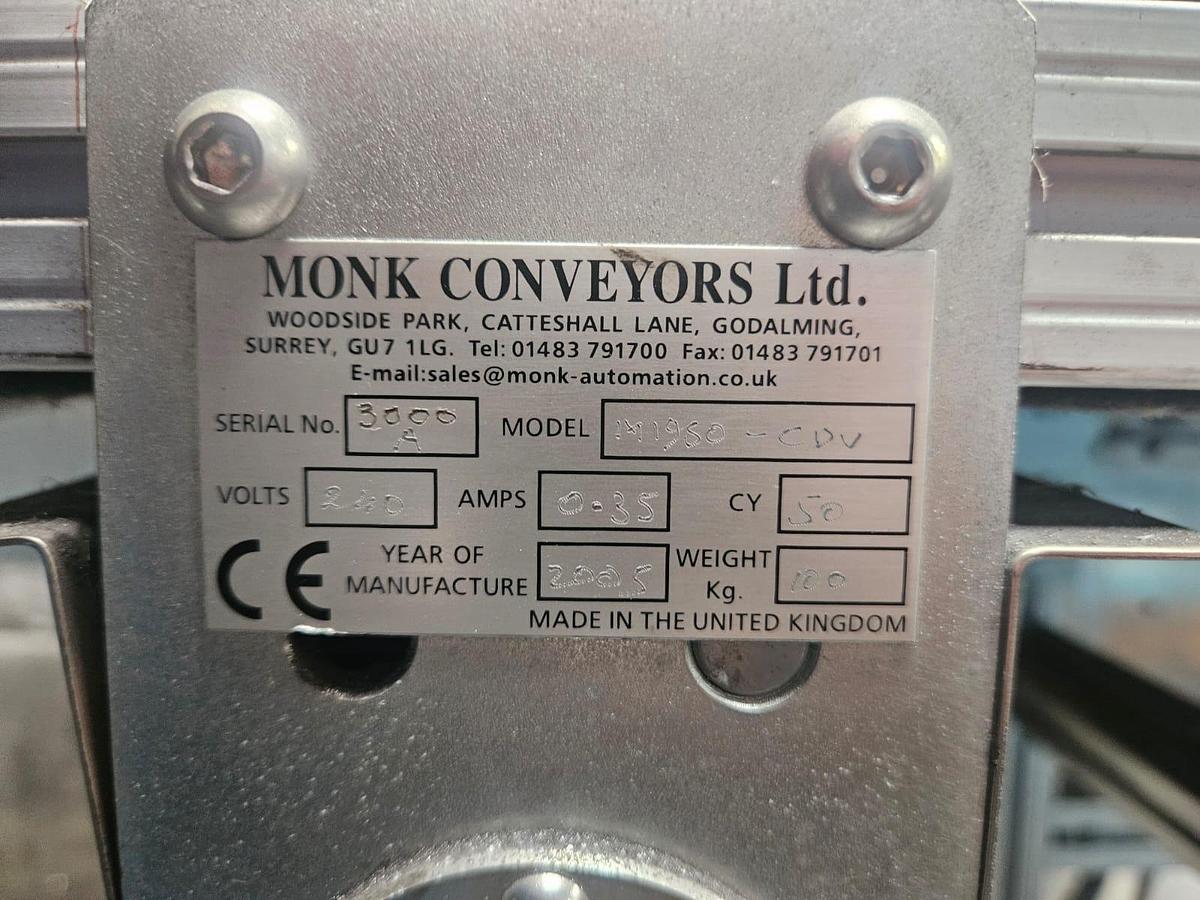 MONK CONVEYORS Ltd.
WOODSIDE PARK, CATTESHALL LANE, GODALMING,
SURREY, GU7 1LG. Tel: 01483 791700 Fax: 01483 791701
E-mail:sales@monk-automation.co.uk
SERIAL No. 3000 A MODEL
VOLTS 240 AMPS 0.35 CY 50
CE YEAR OF MANUFACTURE 2005 WEIGHT Kg. 100
MADE IN THE UNITED KINGDOM